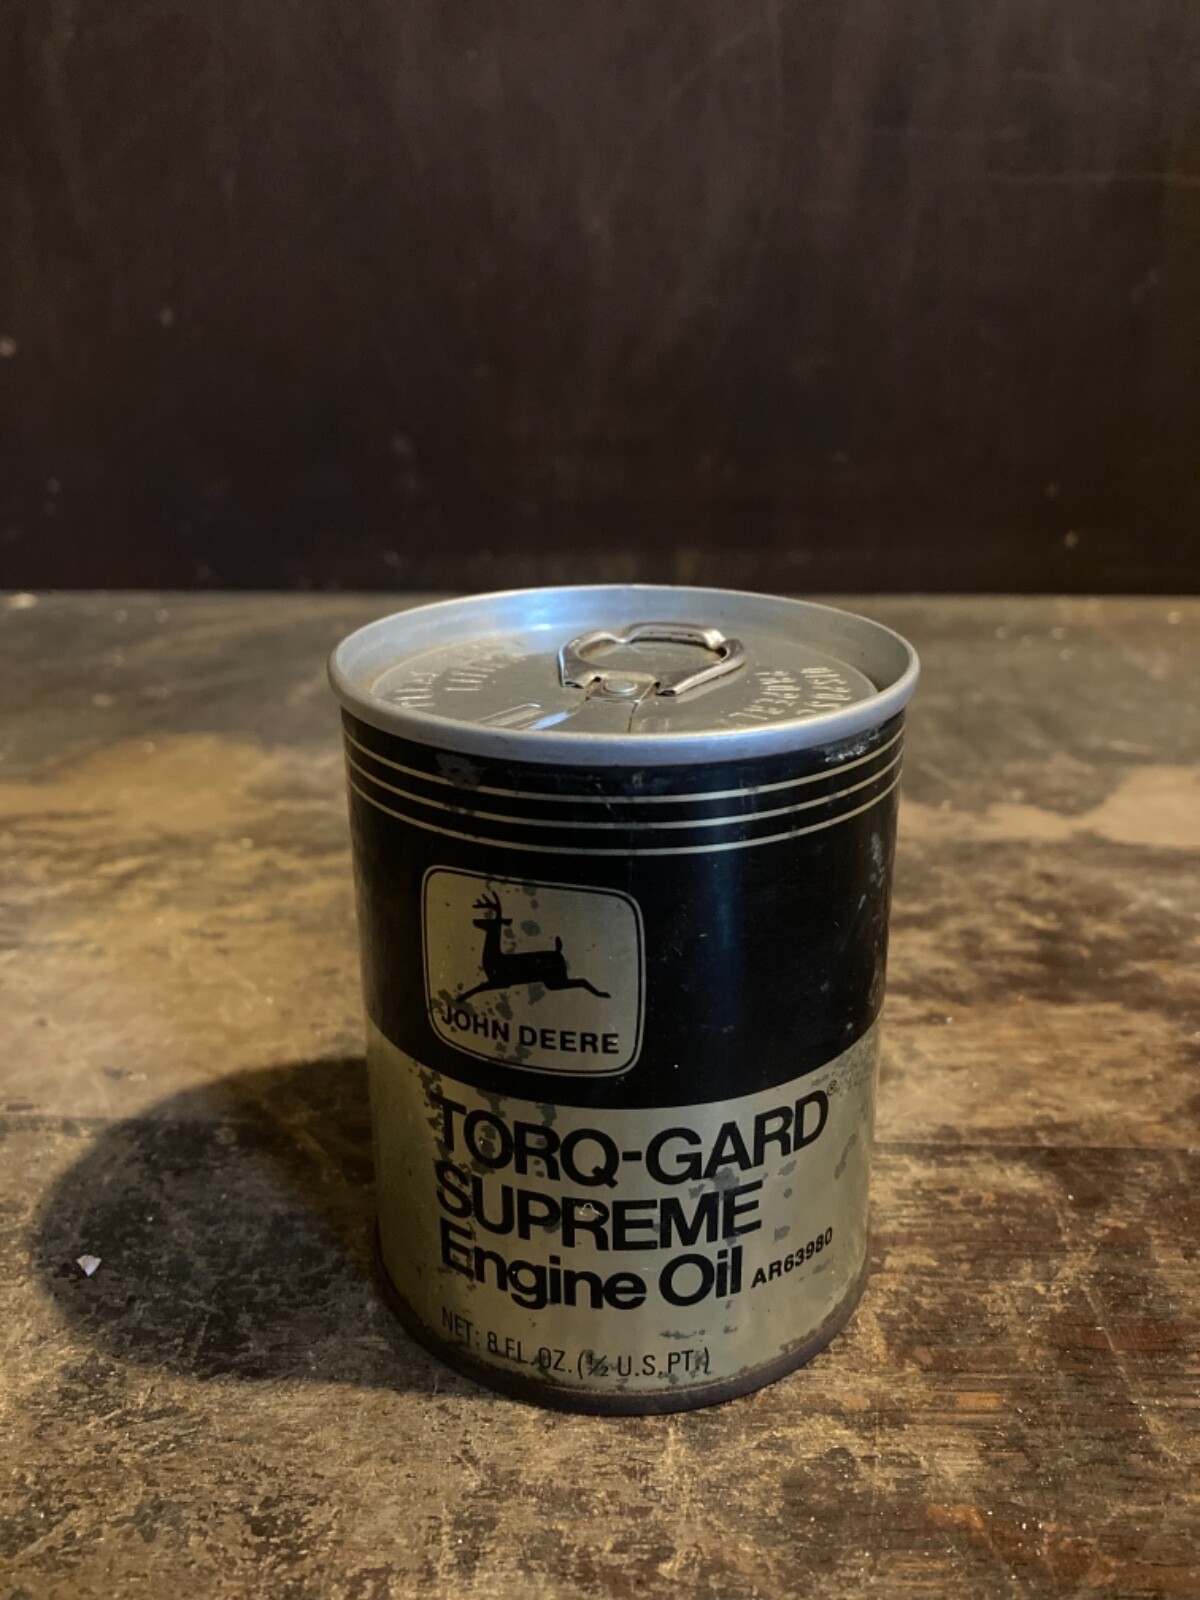 JOHN DEERE
TORQ-GARD®
SUPREME
Engine Oil AR63980
NET: 8 FL. OZ. (½ U.S. PT.)